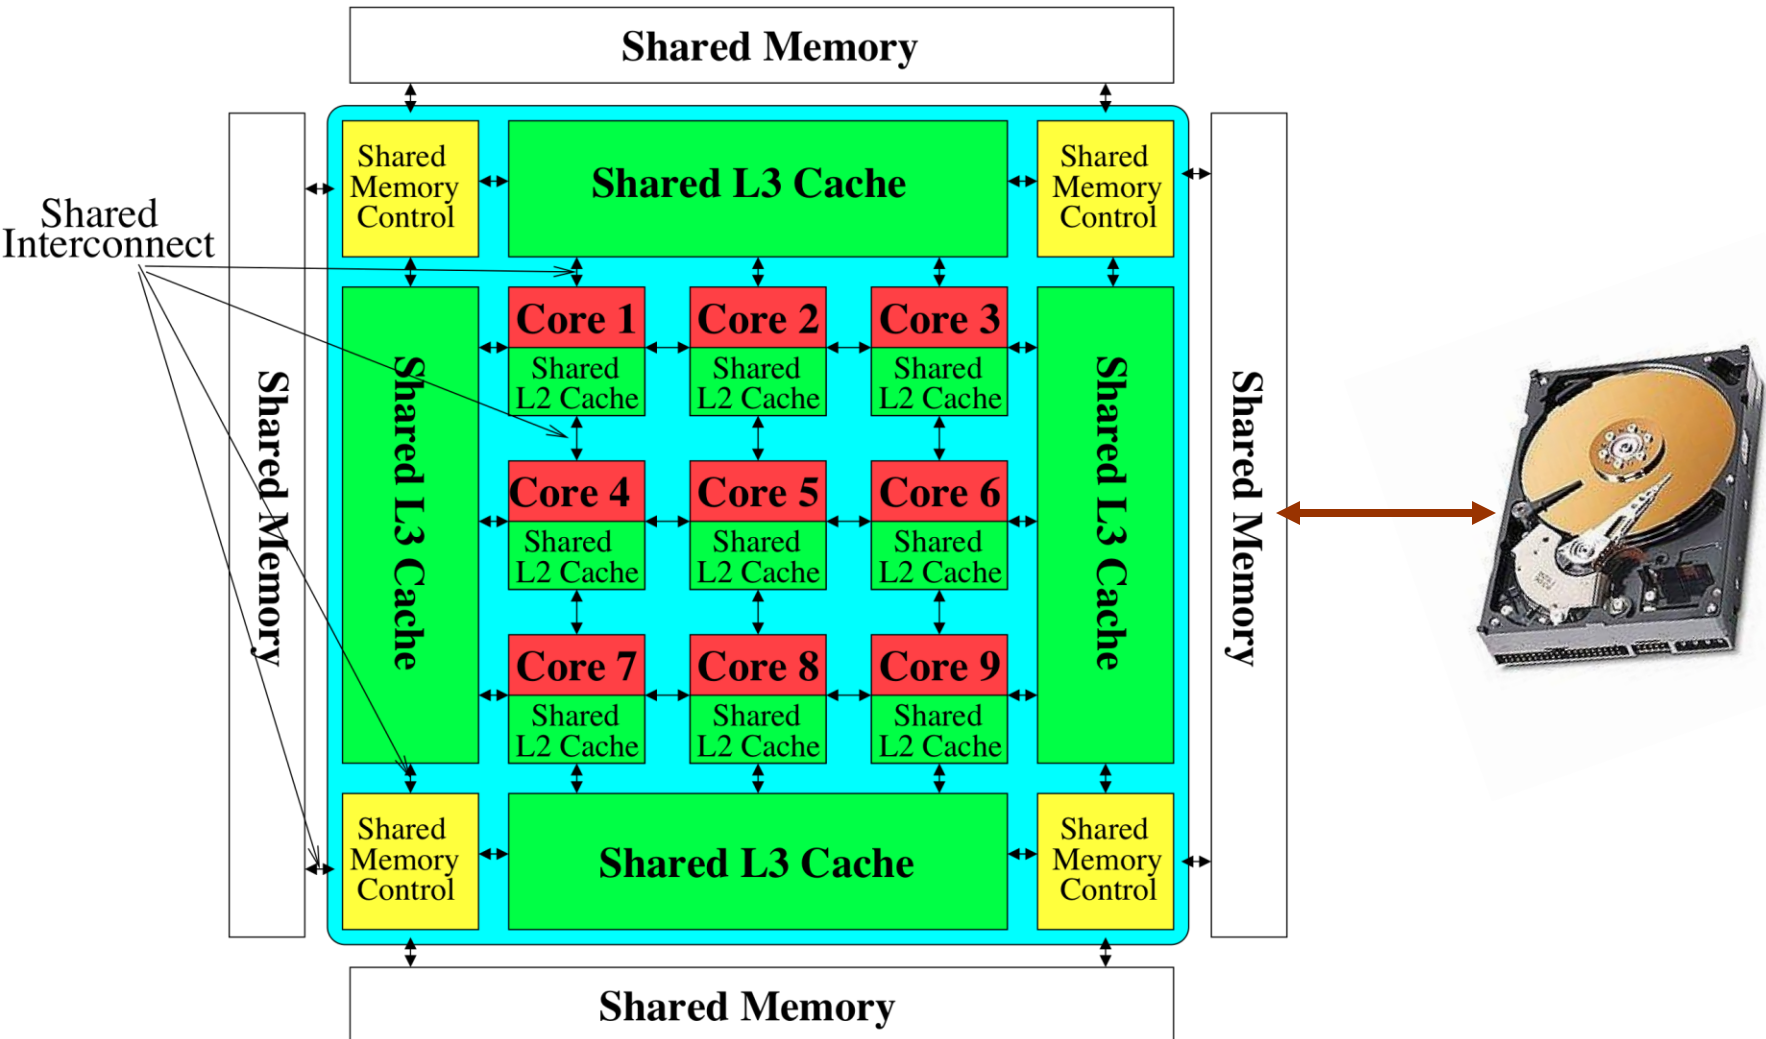 Shared Memory
Shared
Memory
Control
Shared L3 Cache
Shared
Memory
Control
Shared
Interconnect
Shared Memory
Shared L3 Cache
Core 1
Shared
L2 Cache
Core 2
Shared
L2 Cache
Core 3
Shared
L2 Cache
Core 4
Shared
L2 Cache
Core 5
Shared
L2 Cache
Core 6
Shared
L2 Cache
Core 7
Shared
L2 Cache
Core 8
Shared
L2 Cache
Core 9
Shared
L2 Cache
Shared L3 Cache
Shared Memory
Shared
Memory
Control
Shared L3 Cache
Shared
Memory
Control
Shared Memory